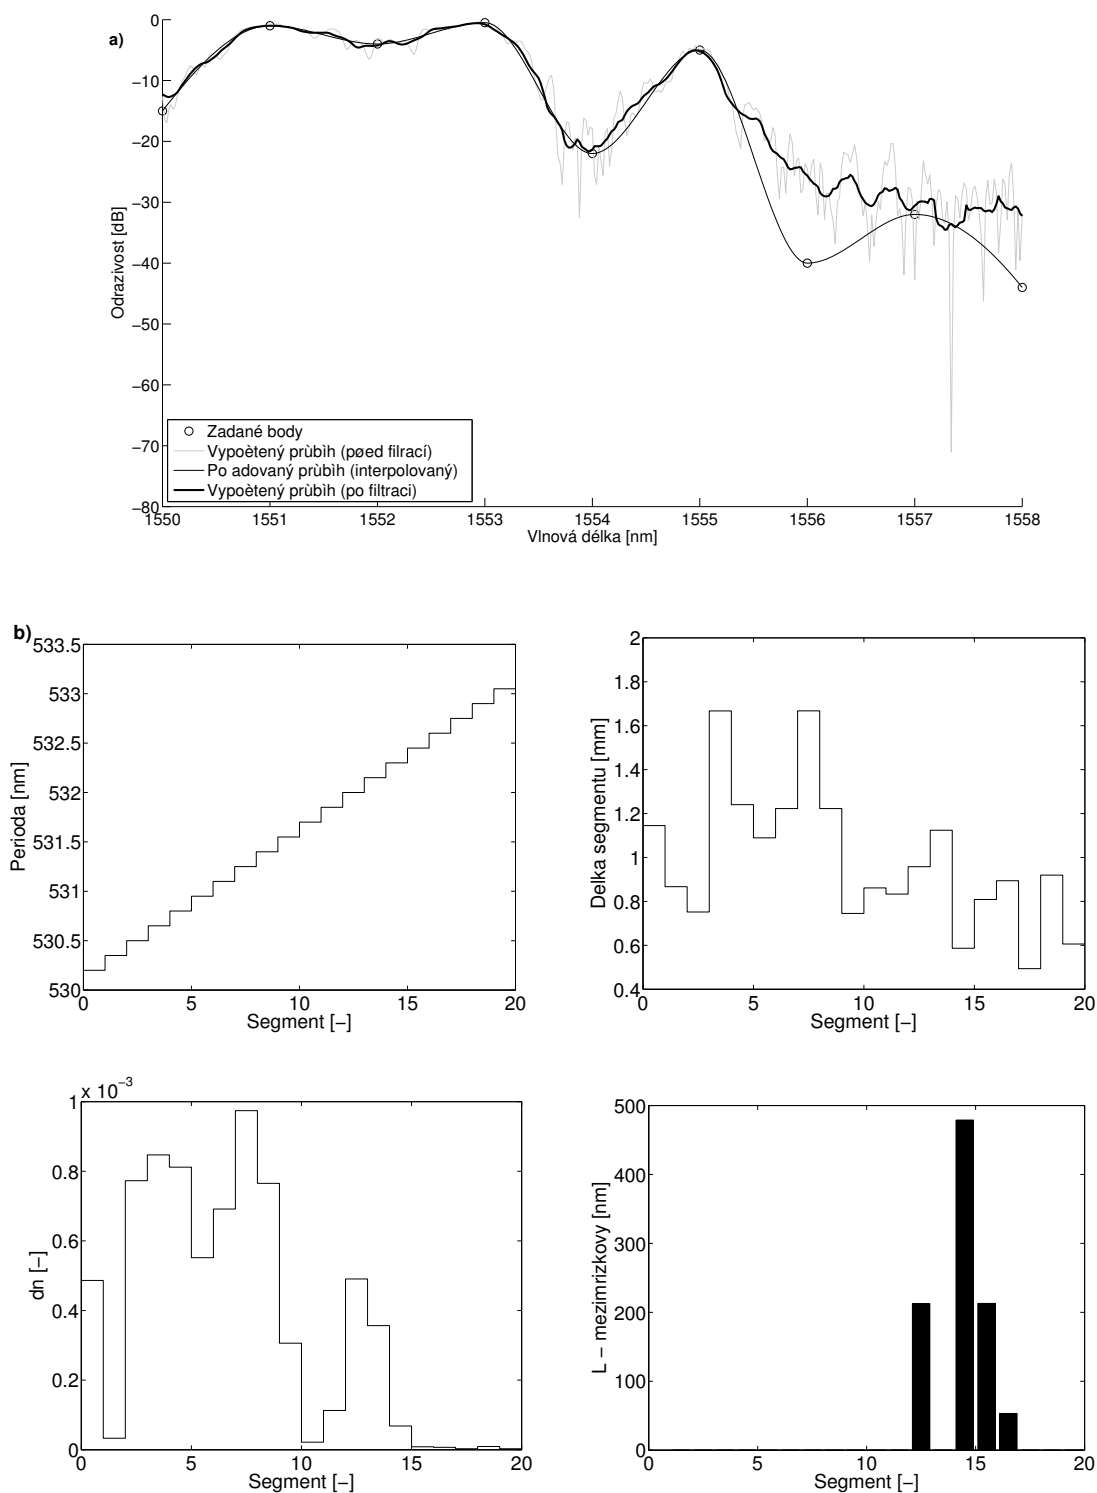 a)
0
−10
−20
−30
−40
−50
−60
−70
−80
Odrazivost [dB]
Zadané body
Vypoètený prùbìh (pøed filrací)
Po adovaný prùbìh (interpolovaný)
Vypoètený prùbìh (po filtraci)
1550 1551 1552 1553 1554 1555 1556 1557 1558
Vlnová délka [nm]
b)
533.5
533
532.5
532
531.5
531
530.5
530
Perioda [nm]
0 5 10 15 20
Segment [−]
2
1.8
1.6
1.4
1.2
1
0.8
0.6
0.4
Delka segmentu [mm]
0 5 10 15 20
Segment [−]
1 x 10−3
0.8
0.6
0.4
0.2
0
dn [−]
0 5 10 15 20
Segment [−]
500
400
300
200
100
0
L − mezimrizkovy [nm]
0 5 10 15 20
Segment [−]